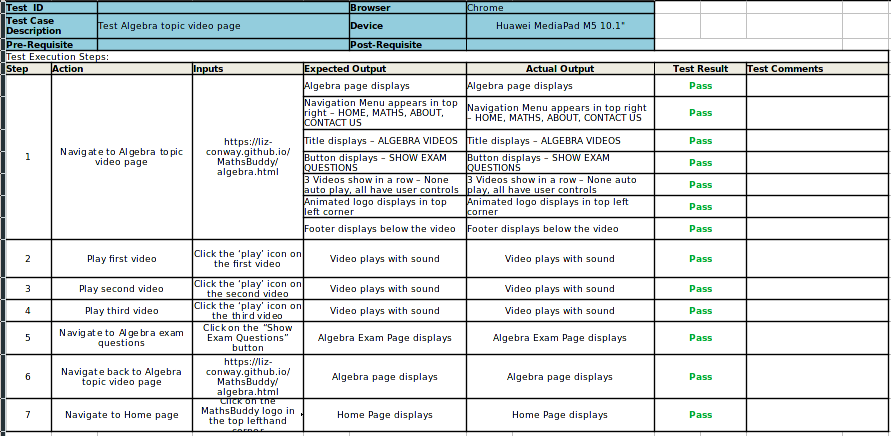 Test ID
Browser
Chrome
Test Case
Description
Test Algebra topic video page
Device
Huawei MediaPad M5 10.1"
Pre-Requisite
Post-Requisite
Test Execution Steps:
Step
Action
Inputs
Expected Output
Actual Output
Test Result
Test Comments
1
Navigate to Algebra topic
video page
https://liz-
conway.github.io/
MathsBuddy/
algebra.html
Algebra page displays
Algebra page displays
Pass
Navigation Menu appears in top
right – HOME, MATHS, ABOUT,
CONTACT US
Navigation Menu appears in top right
– HOME, MATHS, ABOUT, CONTACT US
Pass
Title displays – ALGEBRA VIDEOS
Title displays – ALGEBRA VIDEOS
Pass
Button displays – SHOW EXAM
QUESTIONS
Button displays – SHOW EXAM
QUESTIONS
Pass
3 Videos show in a row – None
auto play, all have user controls
3 Videos show in a row – None auto
play, all have user controls
Pass
Animated logo displays in top
left corner
Animated logo displays in top left
corner
Pass
Footer displays below the video
Footer displays below the video
Pass
2
Play first video
Click the ‘play’ icon on
the first video
Video plays with sound
Video plays with sound
Pass
3
Play second video
Click the ‘play’ icon on
the second video
Video plays with sound
Video plays with sound
Pass
4
Play third video
Click the ‘play’ icon on
the third video
Video plays with sound
Video plays with sound
Pass
5
Navigate to Algebra exam
questions
Click on the “Show
Exam Questions”
button
Algebra Exam Page displays
Algebra Exam Page displays
Pass
6
Navigate back to Algebra
topic video page
https://liz-
conway.github.io/
MathsBuddy/
algebra.html
Algebra page displays
Algebra page displays
Pass
7
Navigate to Home page
Click on the
MathsBuddy logo in
the top lefthand
corner
Home Page displays
Home Page displays
Pass